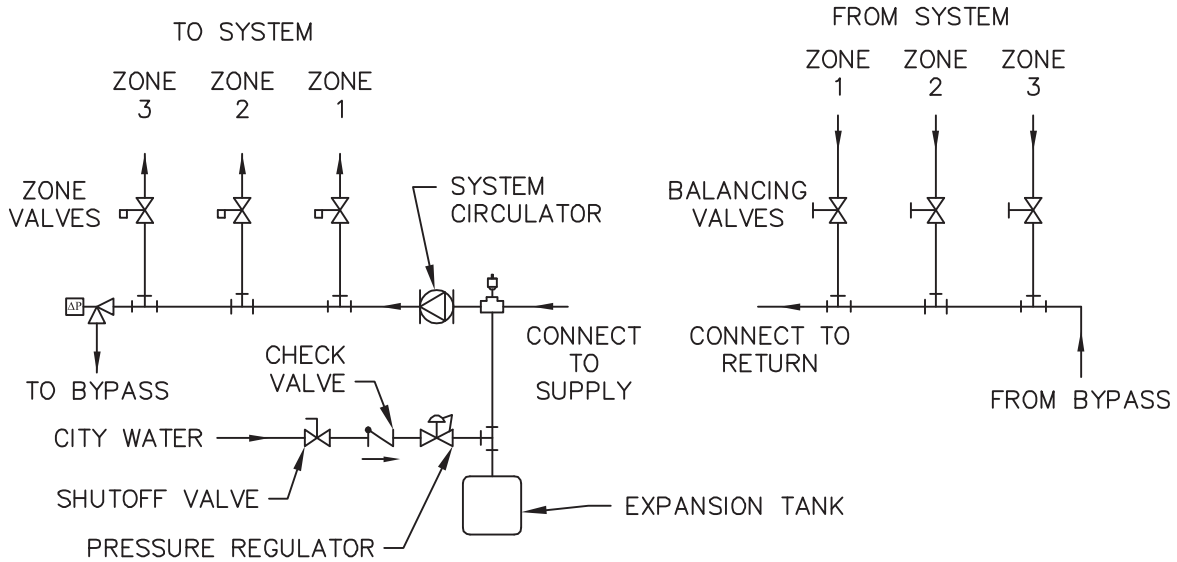 TO SYSTEM
ZONE
3
ZONE
2
ZONE
1
ZONE
VALVES
SYSTEM
CIRCULATOR
ΔP
TO BYPASS
CONNECT
TO
SUPPLY
CHECK
VALVE
CITY WATER
SHUTOFF VALVE
PRESSURE REGULATOR
EXPANSION TANK
FROM SYSTEM
ZONE
1
ZONE
2
ZONE
3
BALANCING
VALVES
CONNECT TO
RETURN
FROM BYPASS